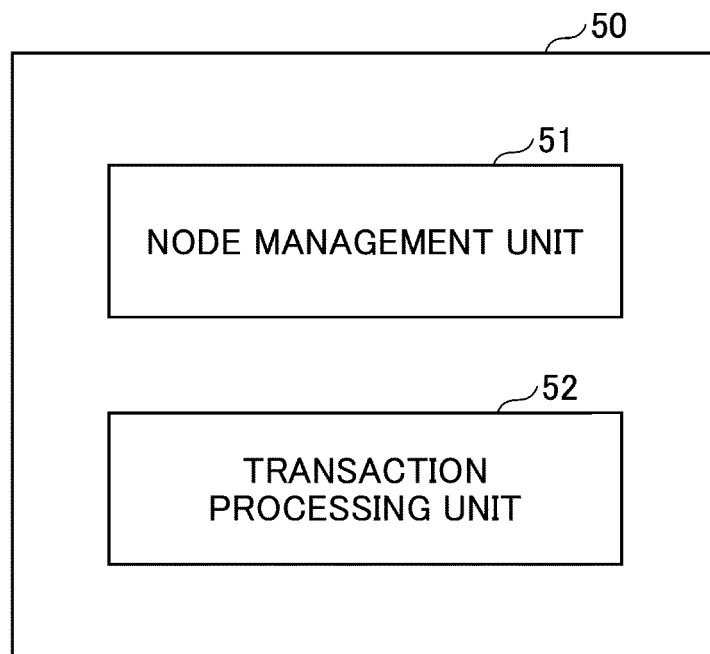 50
51
NODE MANAGEMENT UNIT
52
TRANSACTION
PROCESSING UNIT